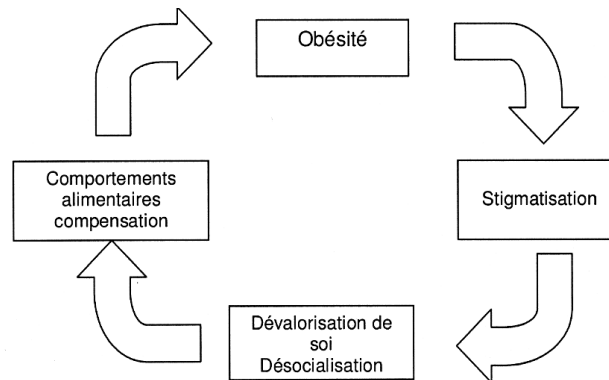 Obésité
Stigmatisation
Dévalorisation de
soi
Désocialisation
Comportements
alimentaires
compensation